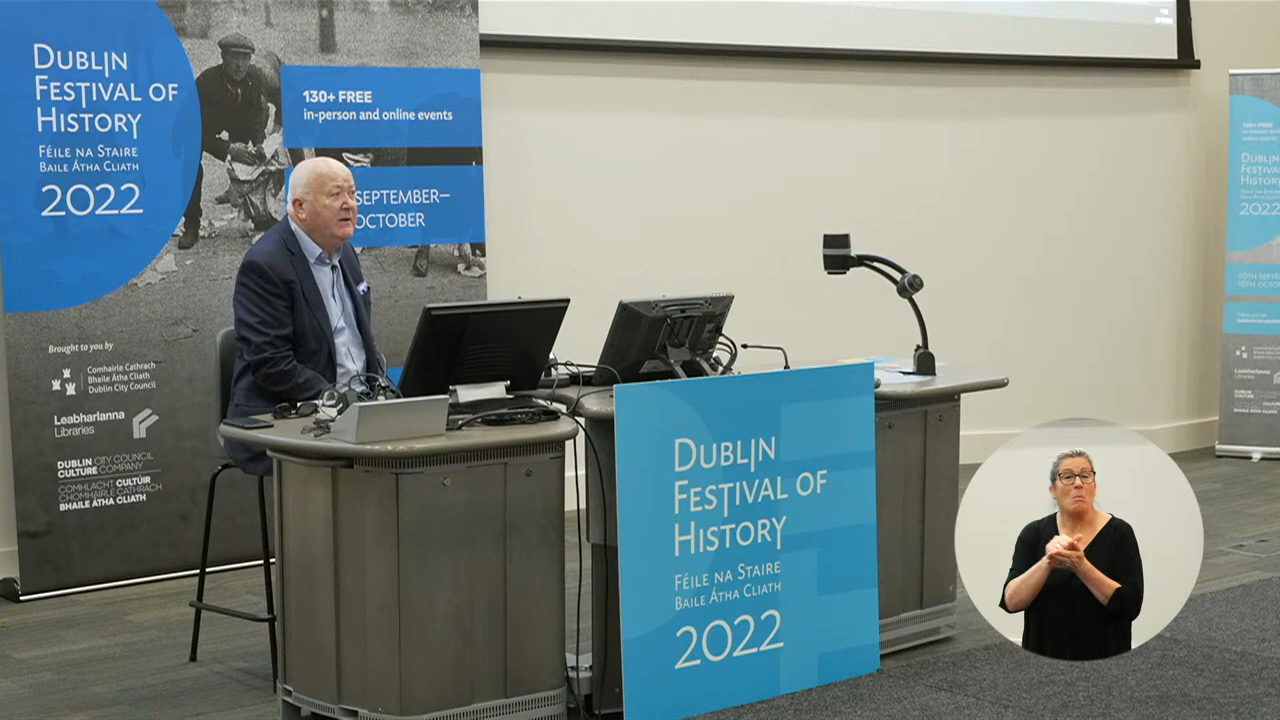 DUBLIN
FESTIVAL OF
HISTORY
FÉILE NA STAIRE
BAILE ÁTHA CLIATH
2022
130+ FREE
in-person and online events
SEPTEMBER–
OCTOBER
Brought to you by
Comhairle Cathrach
Bhaile Átha Cliath
Dublin City Council
Leabharlanna
Libraries
DUBLIN CITY COUNCIL
CULTURE COMPANY
COMHLACHT CULTÚIR
CHOMHAIRLE CATHRACH
BHAILE ÁTHA CLIATH
DUBLIN
FESTIVAL OF
HISTORY
FÉILE NA STAIRE
BAILE ÁTHA CLIATH
2022
130+ FREE
DUBLIN
FESTIVAL
HISTORY
2022